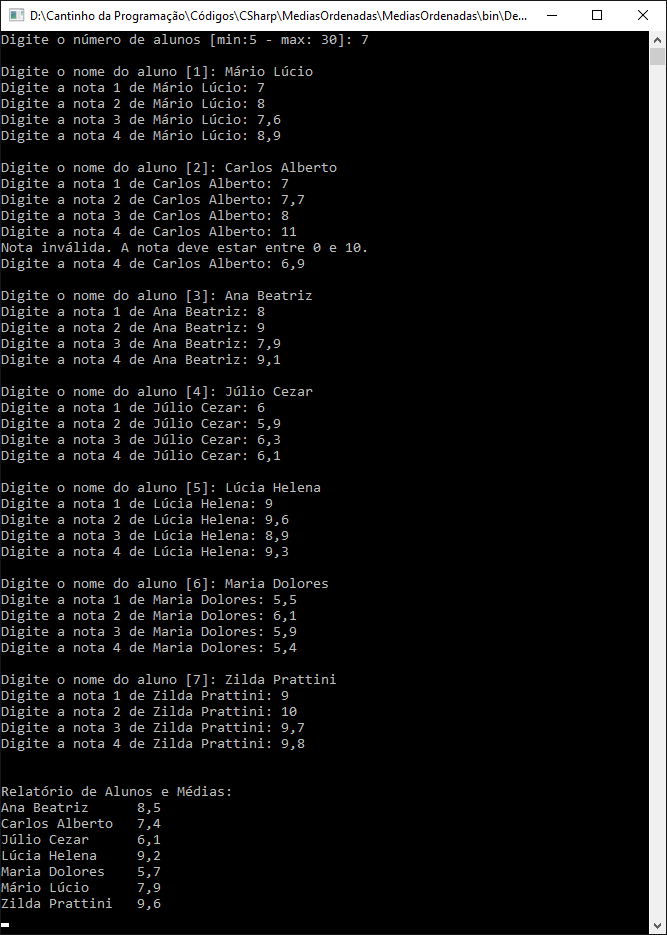 D:\Cantinho da Programação\Códigos\CSharp\MediasOrdenadas\MediasOrdenadas\bin\De...
Digite o número de alunos [min:5 - max: 30]: 7
Digite o nome do aluno [1]: Mário Lúcio
Digite a nota 1 de Mário Lúcio: 7
Digite a nota 2 de Mário Lúcio: 8
Digite a nota 3 de Mário Lúcio: 7,6
Digite a nota 4 de Mário Lúcio: 8,9
Digite o nome do aluno [2]: Carlos Alberto
Digite a nota 1 de Carlos Alberto: 7
Digite a nota 2 de Carlos Alberto: 7,7
Digite a nota 3 de Carlos Alberto: 8
Digite a nota 4 de Carlos Alberto: 11
Nota inválida. A nota deve estar entre 0 e 10.
Digite a nota 4 de Carlos Alberto: 6,9
Digite o nome do aluno [3]: Ana Beatriz
Digite a nota 1 de Ana Beatriz: 8
Digite a nota 2 de Ana Beatriz: 9
Digite a nota 3 de Ana Beatriz: 7,9
Digite a nota 4 de Ana Beatriz: 9,1
Digite o nome do aluno [4]: Júlio Cezar
Digite a nota 1 de Júlio Cezar: 6
Digite a nota 2 de Júlio Cezar: 5,9
Digite a nota 3 de Júlio Cezar: 6,3
Digite a nota 4 de Júlio Cezar: 6,1
Digite o nome do aluno [5]: Lúcia Helena
Digite a nota 1 de Lúcia Helena: 9
Digite a nota 2 de Lúcia Helena: 9,6
Digite a nota 3 de Lúcia Helena: 8,9
Digite a nota 4 de Lúcia Helena: 9,3
Digite o nome do aluno [6]: Maria Dolores
Digite a nota 1 de Maria Dolores: 5,5
Digite a nota 2 de Maria Dolores: 6,1
Digite a nota 3 de Maria Dolores: 5,9
Digite a nota 4 de Maria Dolores: 5,4
Digite o nome do aluno [7]: Zilda Prattini
Digite a nota 1 de Zilda Prattini: 9
Digite a nota 2 de Zilda Prattini: 10
Digite a nota 3 de Zilda Prattini: 9,7
Digite a nota 4 de Zilda Prattini: 9,8
Relatório de Alunos e Médias:
Ana Beatriz 8,5
Carlos Alberto 7,4
Júlio Cezar 6,1
Lúcia Helena 9,2
Maria Dolores 5,7
Mário Lúcio 7,9
Zilda Prattini 9,6